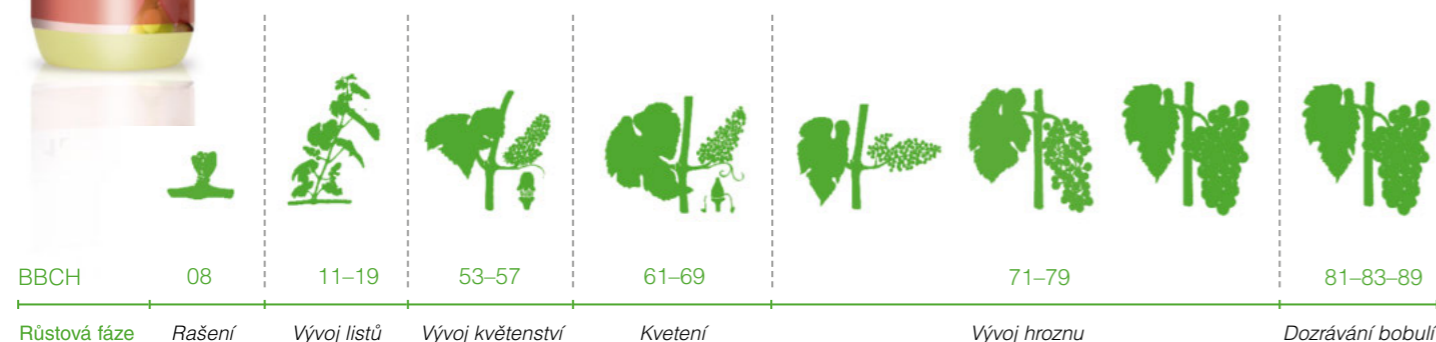 BBCH 08 11–19 53–57 61–69 71–79 81–83–89
Růstová fáze Rašení Vývoj listů Vývoj květenství Kvetení Vývoj hroznu Dozrávání bobulí